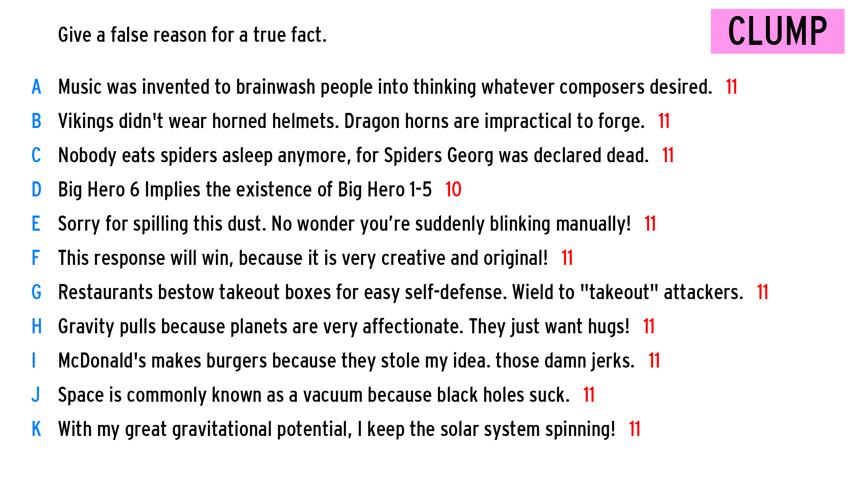 Give a false reason for a true fact.
CLUMP
A Music was invented to brainwash people into thinking whatever composers desired. 11
B Vikings didn't wear horned helmets. Dragon horns are impractical to forge. 11
C Nobody eats spiders asleep anymore, for Spiders Georg was declared dead. 11
D Big Hero 6 Implies the existence of Big Hero 1-5 10
E Sorry for spilling this dust. No wonder you’re suddenly blinking manually! 11
F This response will win, because it is very creative and original! 11
G Restaurants bestow takeout boxes for easy self-defense. Wield to "takeout" attackers. 11
H Gravity pulls because planets are very affectionate. They just want hugs! 11
I McDonald's makes burgers because they stole my idea. those damn jerks. 11
J Space is commonly known as a vacuum because black holes suck. 11
K With my great gravitational potential, I keep the solar system spinning! 11